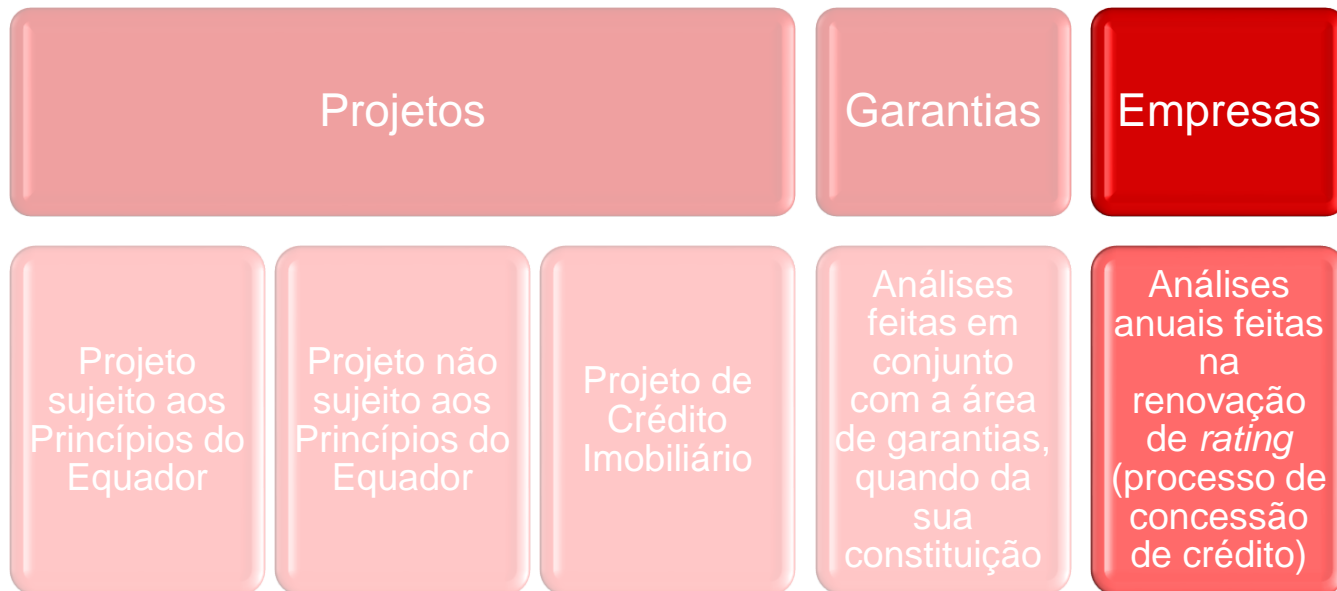 Projetos
Garantias
Empresas
Projeto
sujeito aos
Princípios do
Equador
Projeto não
sujeito aos
Princípios do
Equador
Projeto de
Crédito
Imobiliário
Análises
feitas em
conjunto
com a área
de garantias,
quando da
sua
constituição
Análises
anuais feitas
na
renovação
de rating
(processo de
concessão
de crédito)